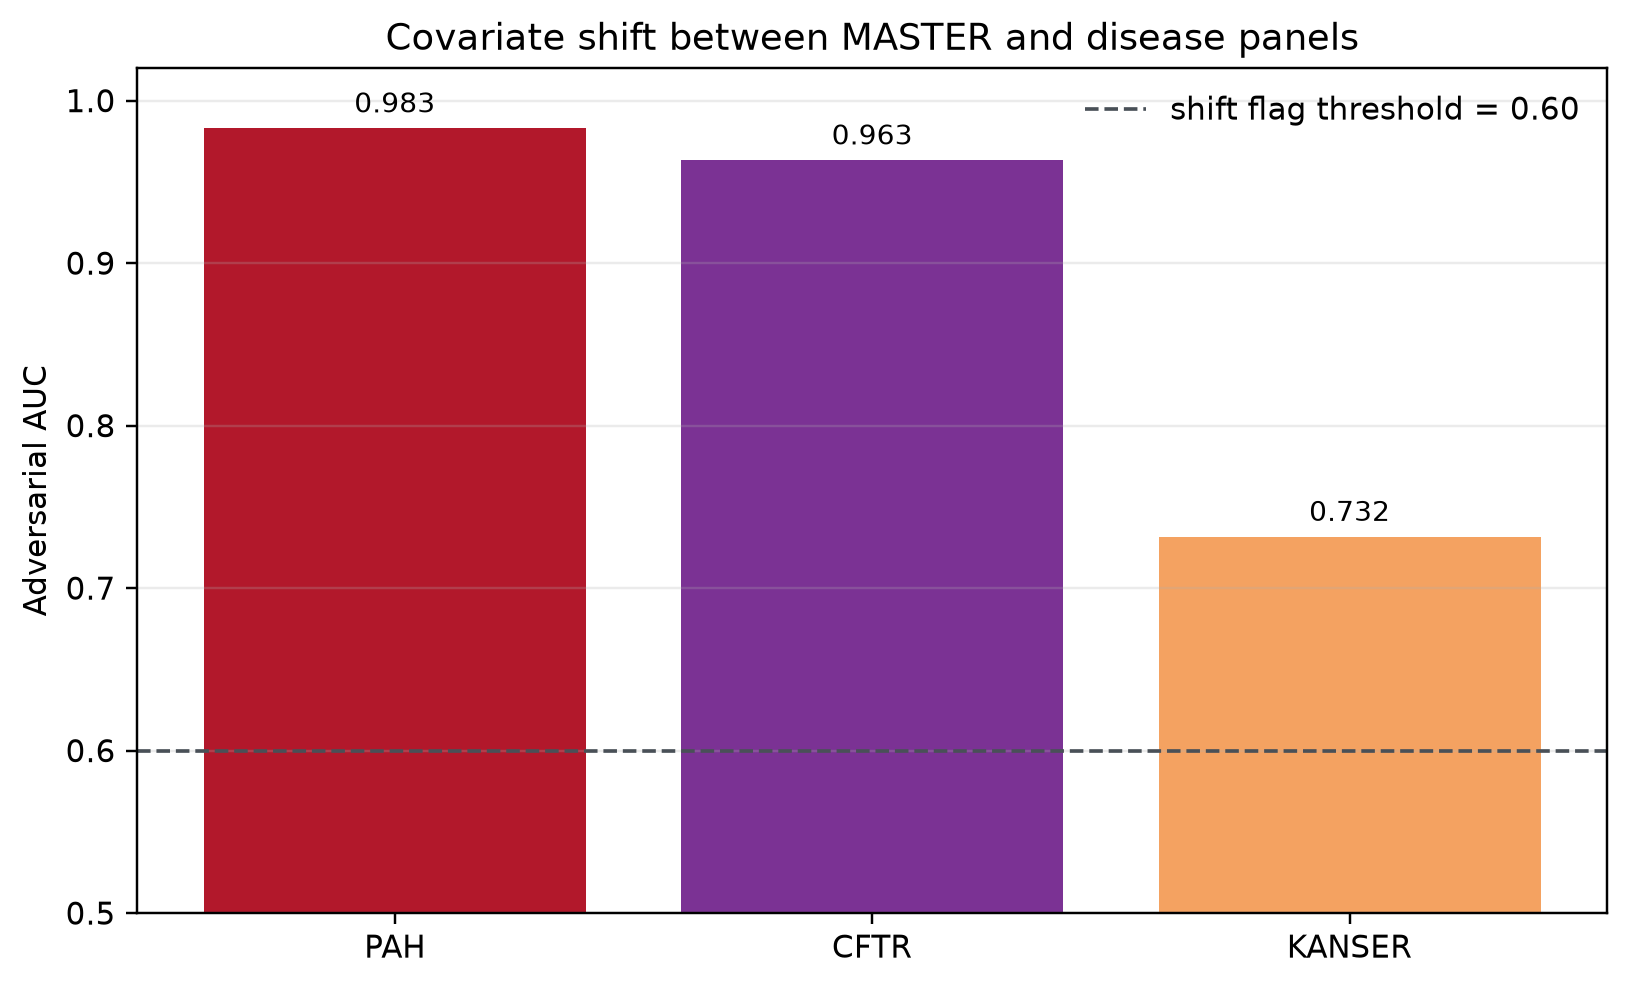 Covariate shift between MASTER and disease panels
shift flag threshold = 0.60
Adversarial AUC
1.0
0.9
0.8
0.7
0.6
0.5
0.983
0.963
0.732
PAH
CFTR
KANSER